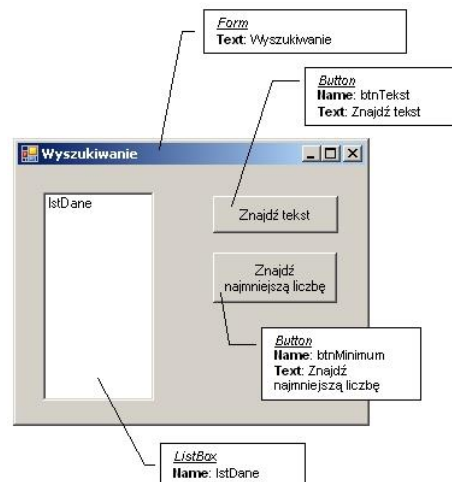 Form
Text: Wyszukiwanie
Button
Name: btnTekst
Text: Znajdź tekst
Wyszukiwanie
lstDane
Znajdź tekst
Znajdź
najmniejszą liczbę
Button
Name: btnMinimum
Text: Znajdź
najmniejszą liczbę
ListBox
Name: lstDane